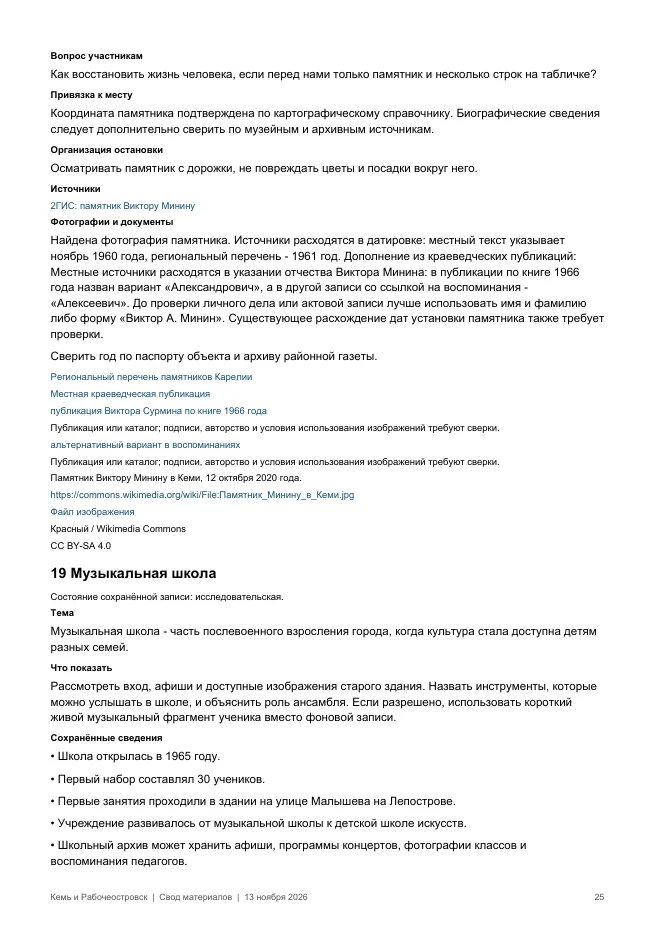 Вопрос участникам
Как восстановить жизнь человека, если перед нами только памятник и несколько строк на табличке?
Привязка к месту
Координата памятника подтверждена по картографическому справочнику. Биографические сведения
следует дополнительно сверить по музейным и архивным источникам.
Организация остановки
Осматривать памятник с дорожки, не повреждать цветы и посадки вокруг него.
Источники
2ГИС: памятник Виктору Минину
Фотографии и документы
Найдена фотография памятника. Источники расходятся в датировке: местный текст указывает
ноябрь 1960 года, региональный перечень - 1961 год. Дополнение из краеведческих публикаций:
Местные источники расходятся в указании отчества Виктора Минина: в публикации по книге 1966
года назван вариант «Александрович», а в другой записи со ссылкой на воспоминания -
«Алексеевич». До проверки личного дела или актовой записи лучше использовать имя и фамилию
либо форму «Виктор А. Минин». Существующее расхождение дат установки памятника также требует
проверки.
Сверить год по паспорту объекта и архиву районной газеты.
Региональный перечень памятников Карелии
Местная краеведческая публикация
публикация Виктора Сурмина по книге 1966 года
Публикация или каталог; подписи, авторство и условия использования изображений требуют сверки.
альтернативный вариант в воспоминаниях
Публикация или каталог; подписи, авторство и условия использования изображений требуют сверки.
Памятник Виктору Минину в Кеми, 12 октября 2020 года.
https://commons.wikimedia.org/wiki/File:Памятник_Минину_в_Кеми.jpg
Файл изображения
Красный / Wikimedia Commons
CC BY-SA 4.0
19 Музыкальная школа
Состояние сохранённой записи: исследовательская.
Тема
Музыкальная школа - часть послевоенного взросления города, когда культура стала доступна детям
разных семей.
Что показать
Рассмотреть вход, афиши и доступные изображения старого здания. Назвать инструменты, которые
можно услышать в школе, и объяснить роль ансамбля. Если разрешено, использовать короткий
живой музыкальный фрагмент ученика вместо фоновой записи.
Сохранённые сведения
• Школа открылась в 1965 году.
• Первый набор составлял 30 учеников.
• Первые занятия проходили в здании на улице Малышева на Лепострове.
• Учреждение развивалось от музыкальной школы к детской школе искусств.
• Школьный архив может хранить афиши, программы концертов, фотографии классов и
воспоминания педагогов.
Кемь и Рабочеостровск | Свод материалов | 13 ноября 2026
25